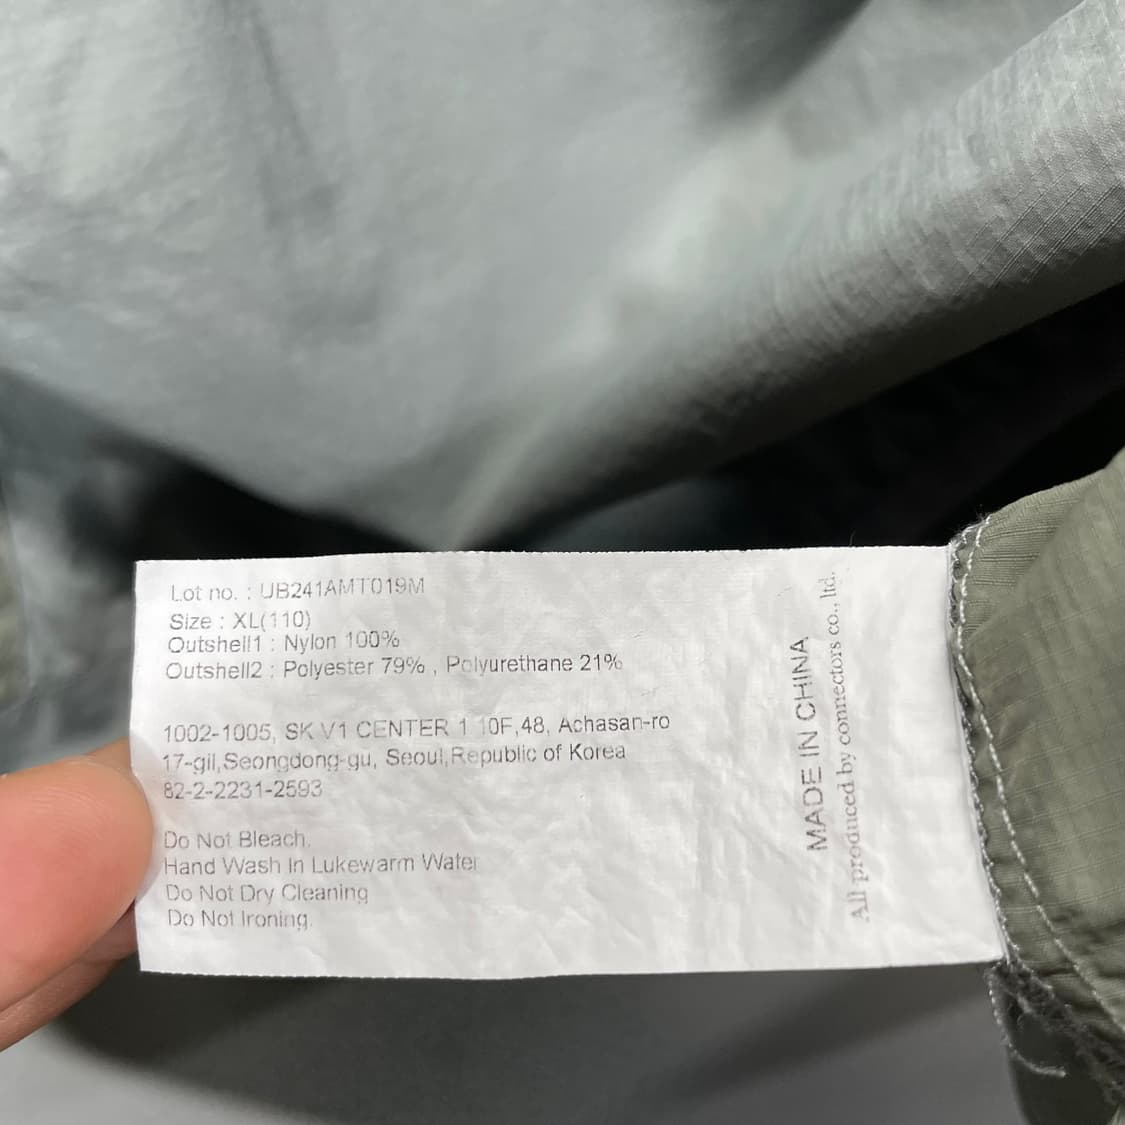 Lot no. : UB241AMT019M
Size : XL(110)
Outshell1 : Nylon 100%
Outshell2 : Polyester 79% , Polyurethane 21%
1002-1005, SK V1 CENTER 1 10F,48, Achasan-ro
17-gil,Seongdong-gu, Seoul,Republic of Korea
82-2-2231-2593
Do Not Bleach.
Hand Wash In Lukewarm Water
Do Not Dry Cleaning
Do Not Ironing.
MADE IN CHINA
All produced by connectors co., ltd.